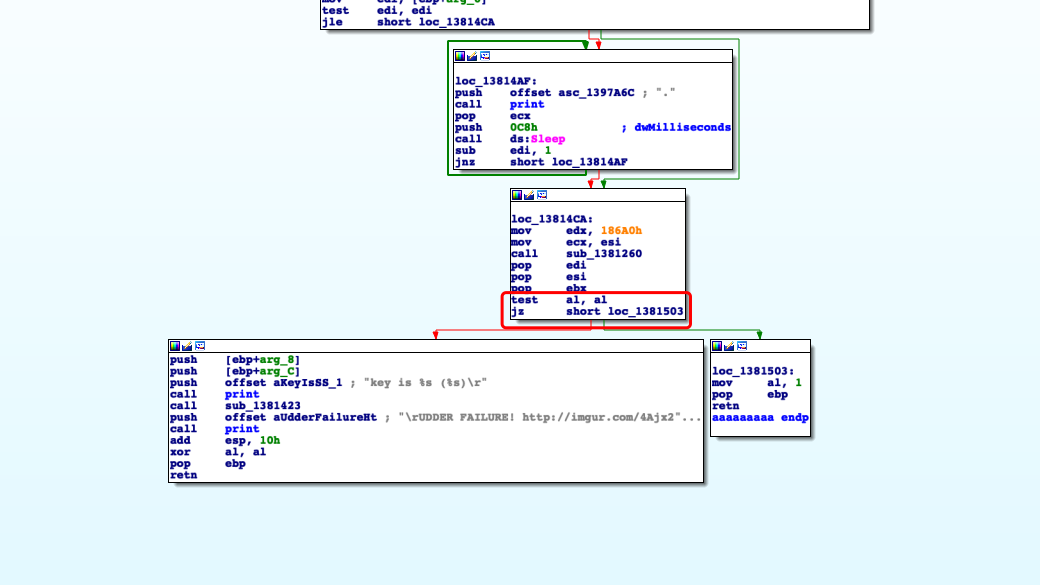 test edi, edi
jle short loc_13814CA
loc_13814AF:
push offset asc_1397A6C ; "."
call print
pop ecx
push 0C8h ; dwMilliseconds
call ds:Sleep
sub edi, 1
jnz short loc_13814AF
loc_13814CA:
mov edx, 186A0h
mov ecx, esi
call sub_1381260
pop edi
pop esi
pop ebx
test al, al
jz short loc_1381503
push [ebp+arg_8]
push [ebp+arg_C]
push offset aKeyIsSS_1 ; "key is %s (%s)\r"
call print
call sub_1381423
push offset aUdderFailureHt ; "\rUDDER FAILURE! http://imgur.com/4Ajx2"...
call print
add esp, 10h
xor al, al
pop ebp
retn
loc_1381503:
mov al, 1
pop ebp
retn
aaaaaaaaa endp